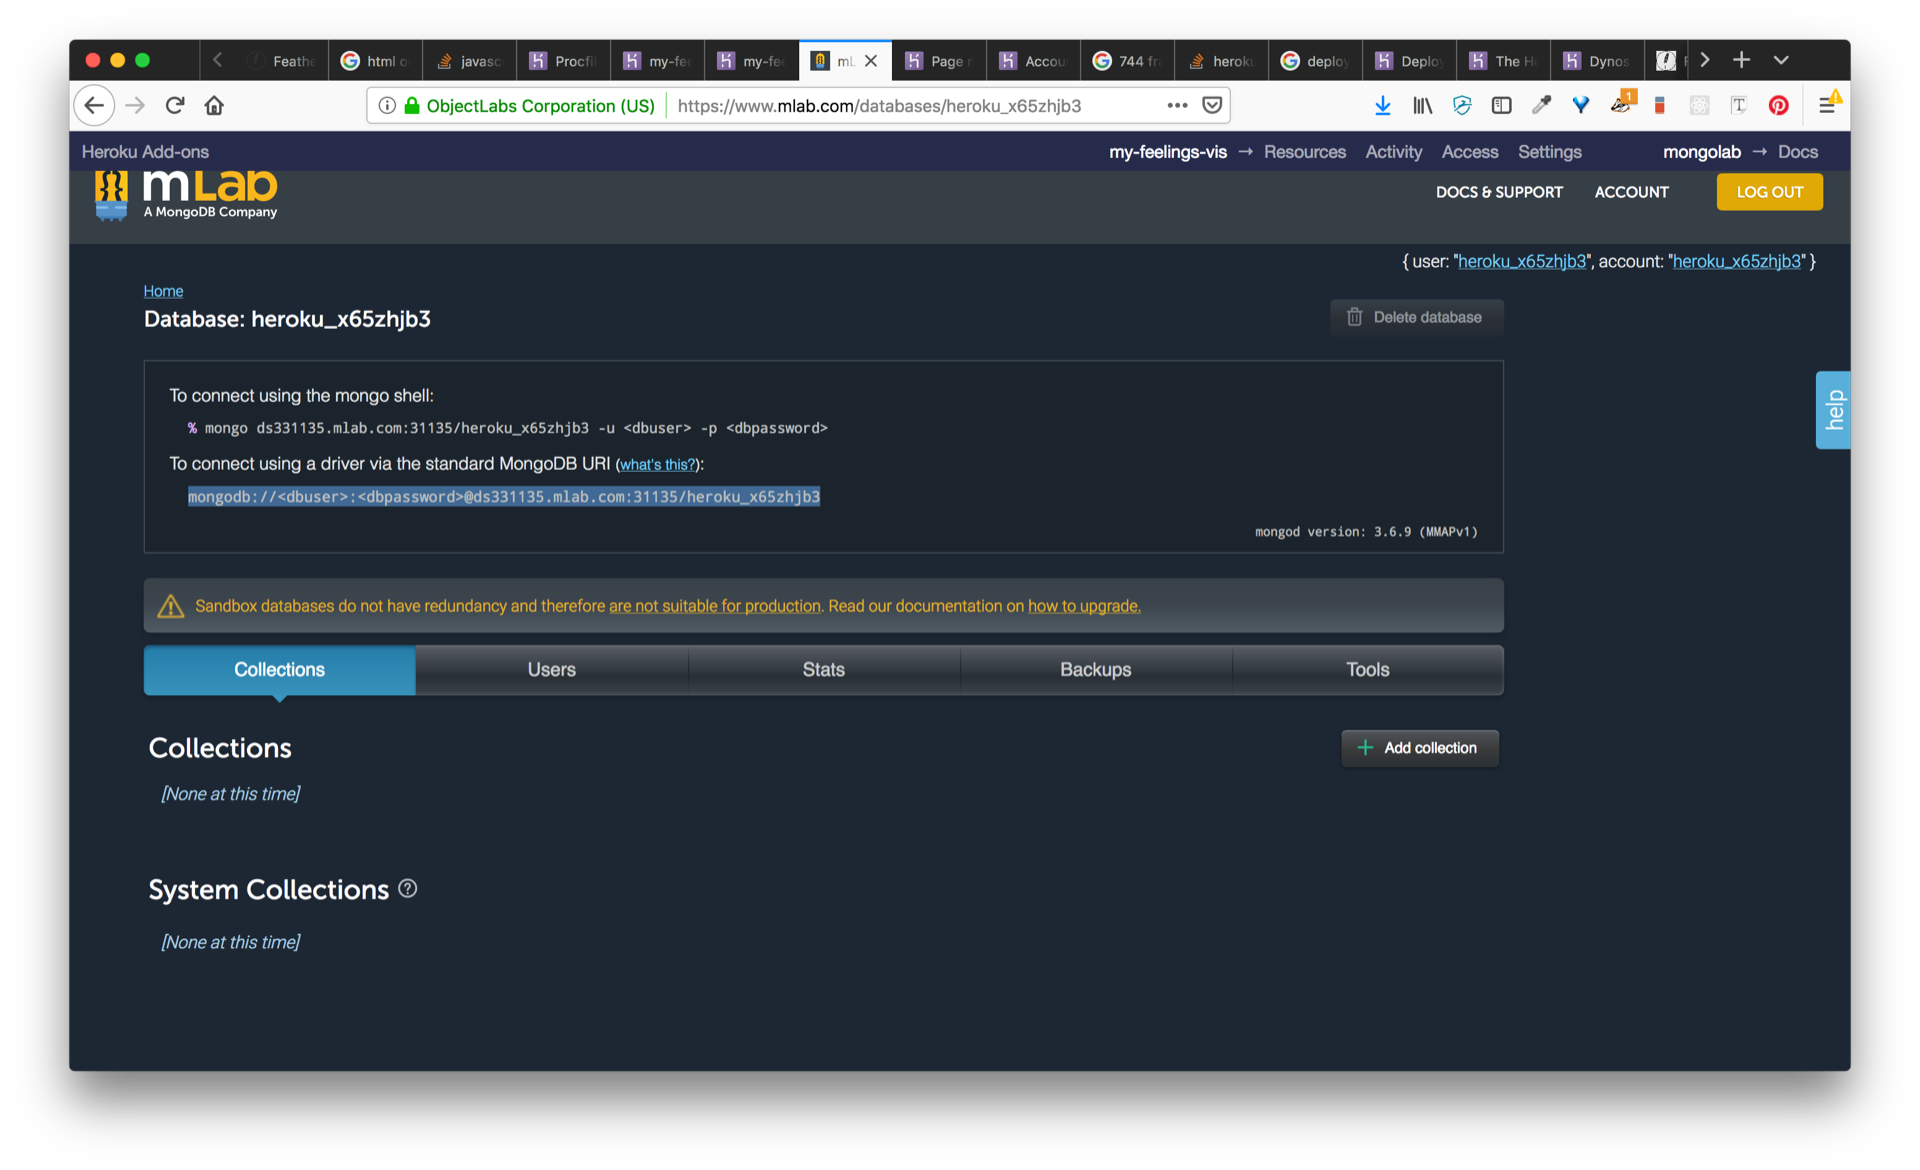 Feathe
html o
javasc
Procfil
my-fee
my-fee
mL
Page n
Accou
744 fr
heroku
deploy
Deploy
The H
Dynos
ObjectLabs Corporation (US)
https://www.mlab.com/databases/heroku_x65zhjb3
1
Heroku Add-ons
my-feelings-vis → Resources Activity Access Settings
mongolab → Docs
mLab
A MongoDB Company
DOCS & SUPPORT
ACCOUNT
LOG OUT
{ user: "heroku_x65zhjb3", account: "heroku_x65zhjb3" }
Home
Database: heroku_x65zhjb3
Delete database
help
To connect using the mongo shell:
% mongo ds331135.mlab.com:31135/heroku_x65zhjb3 -u <dbuser> -p <dbpassword>
To connect using a driver via the standard MongoDB URI (what's this?):
mongodb://<dbuser>:<dbpassword>@ds331135.mlab.com:31135/heroku_x65zhjb3
mongod version: 3.6.9 (MMAPv1)
Sandbox databases do not have redundancy and therefore are not suitable for production. Read our documentation on how to upgrade.
Collections
Users
Stats
Backups
Tools
Collections
+ Add collection
[None at this time]
System Collections
[None at this time]